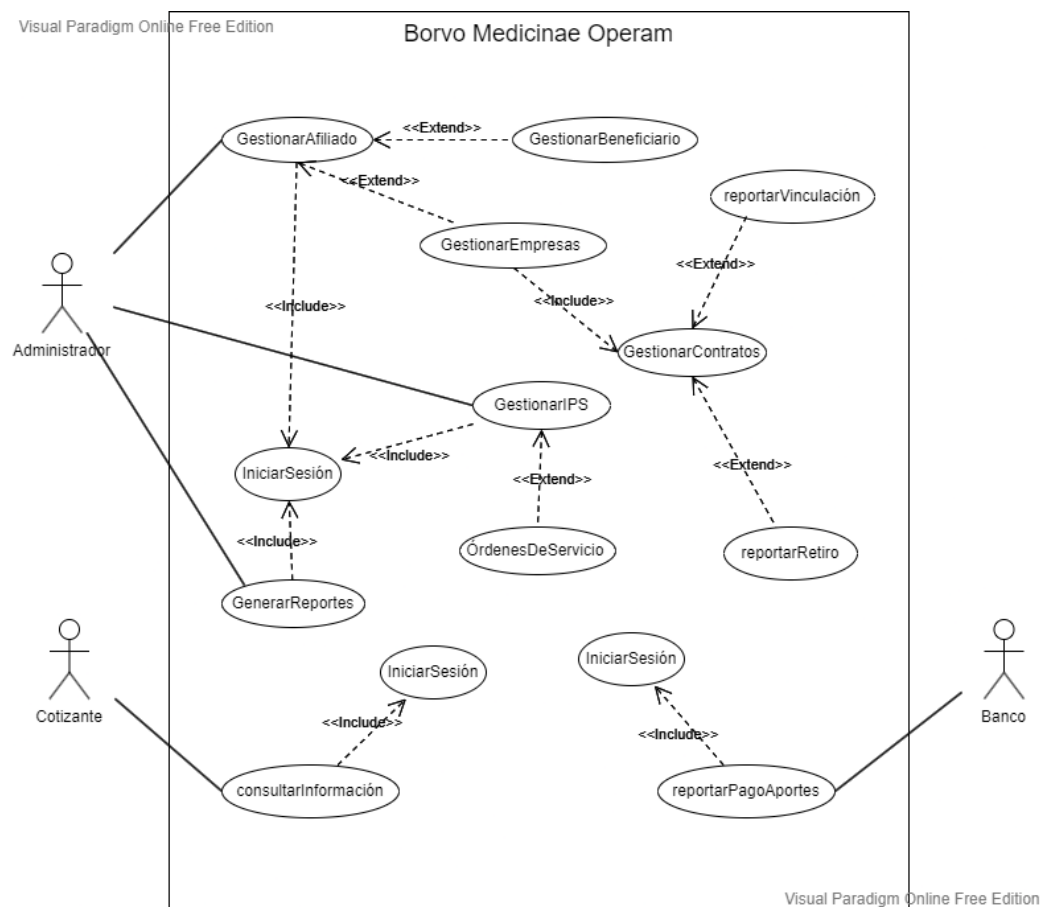 Visual Paradigm Online Free Edition
Borvo Medicinae Operam
GestionarAfiliado
<<Extend>>
GestionarBeneficiario
<<Extend>>
reportarVinculación
GestionarEmpresas
<<Extend>>
<<Include>>
<<Include>>
Administrador
GestionarContratos
GestionarIPS
<<Include>>
<<Extend>>
IniciarSesión
<<Extend>>
<<Include>>
ÓrdenesDeServicio
reportarRetiro
GenerarReportes
IniciarSesión
IniciarSesión
Cotizante
Banco
<<Include>>
<<Include>>
consultarInformación
reportarPagoAportes
Visual Paradigm Online Free Edition